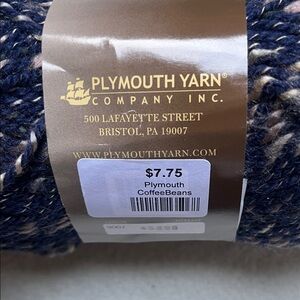 PLYMOUTH YARN®
COMPANY INC.
500 LAFAYETTE STREET
BRISTOL, PA 19007
WWW.PLYMOUTHYARN.COM
$7.75
Plymouth
CoffeeBeans